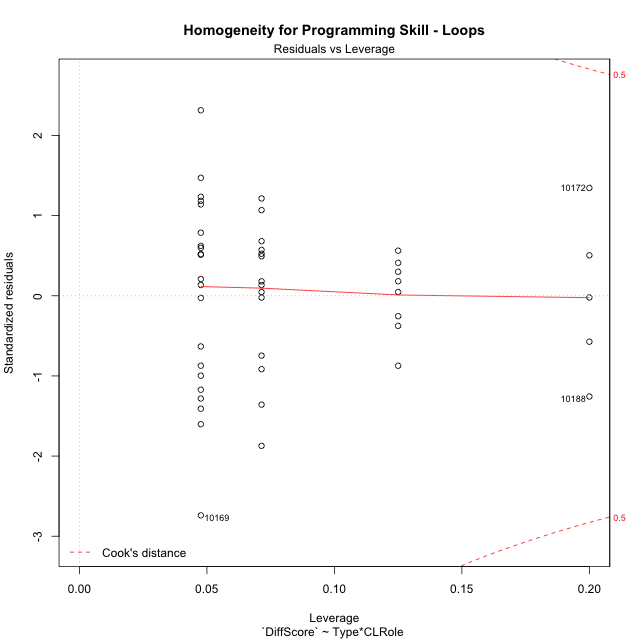 Homogeneity for Programming Skill - Loops
Residuals vs Leverage
0.5
2
10172
1
Standardized residuals
0
-1
10188
-2
10169
0.5
-3
Cook's distance
0.00 0.05 0.10 0.15 0.20
Leverage
`DiffScore` ~ Type*CLRole